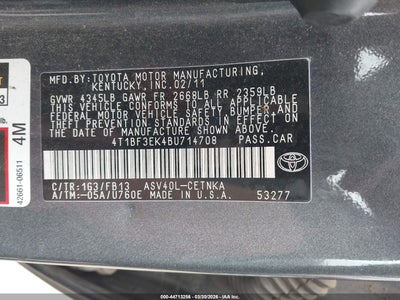 MFD.BY:TOYOTA MOTOR MANUFACTURING,
KENTUCKY,INC.02/11
GVWR 4345LB GAWR FR 2668LB RR 2359LB
THIS VEHICLE CONFORMS TO ALL APPLICABLE
FEDERAL MOTOR VEHICLE SAFETY, BUMPER AND
THEFT PREVENTION STANDARDS IN EFFECT ON
THE DATE OF MANUFACTURE SHOWN ABOVE.
4T1BF3EK4BU714708 PASS.CAR
C/TR:1G3/FB13 ASV40L-CETNKA
A/TM:-05A/U760E MADE IN U.S.A. 53277
TOYOTA
4M
42661-06511
000-44713256 | 03/30/2026 | © IAA